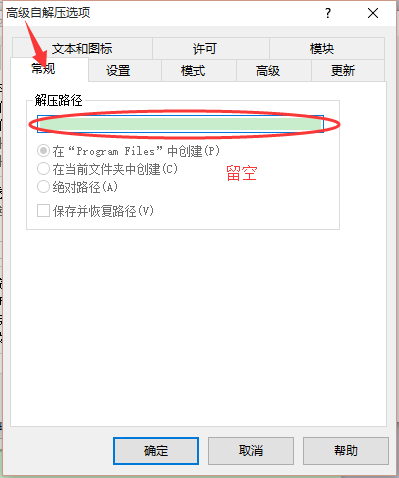 高级自解压选项
文本和图标 许可 模块
常规 设置 模式 高级 更新
解压路径
在“Program Files”中创建(P)
在当前文件夹中创建(C)
留空
绝对路径(A)
保存并恢复路径(V)
确定 取消 帮助